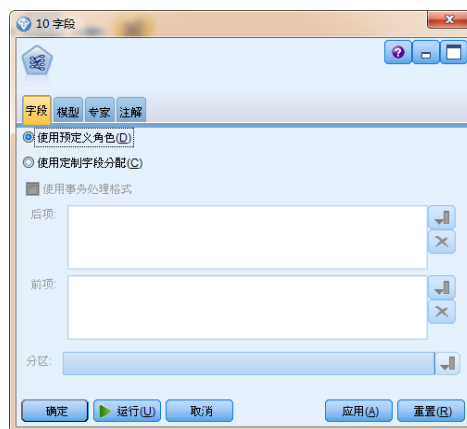 10 字段
字段 模型 专家 注解
使用预定义角色(D)
使用定制字段分配(C)
使用事务处理格式
后项:
前项:
分区:
确定 运行(U) 取消 应用(A) 重置(R)